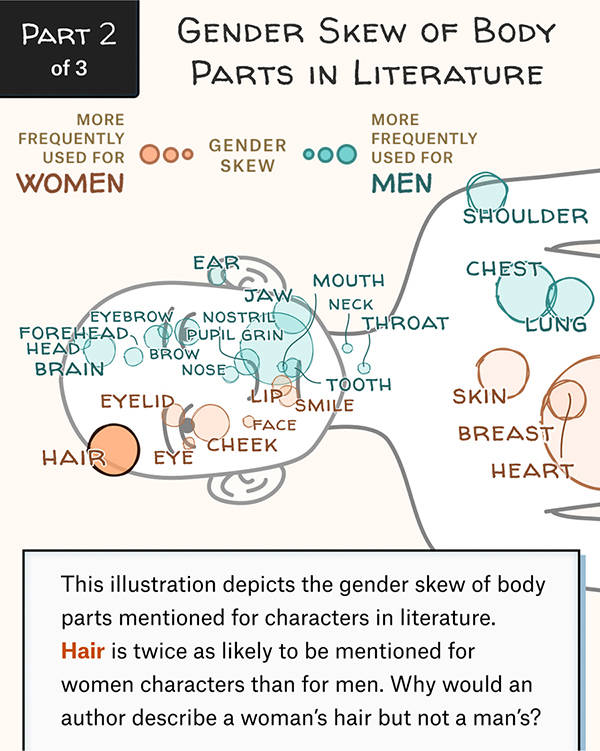 PART 2
of 3
GENDER SKEW OF BODY
PARTS IN LITERATURE
MORE
FREQUENTLY
USED FOR
WOMEN
GENDER
SKEW
MORE
FREQUENTLY
USED FOR
MEN
SHOULDER
EAR
CHEST
MOUTH
JAW
NECK
EYEBROW
NOSTRIL
THROAT
LUNG
FOREHEAD
PUPIL GRIN
HEAD
BROW
BRAIN
NOSE
TOOTH
EYELID
LIP
SMILE
SKIN
FACE
BREAST
HAIR
EYE
CHEEK
HEART
This illustration depicts the gender skew of body
parts mentioned for characters in literature.
Hair is twice as likely to be mentioned for
women characters than for men. Why would an
author describe a woman’s hair but not a man’s?